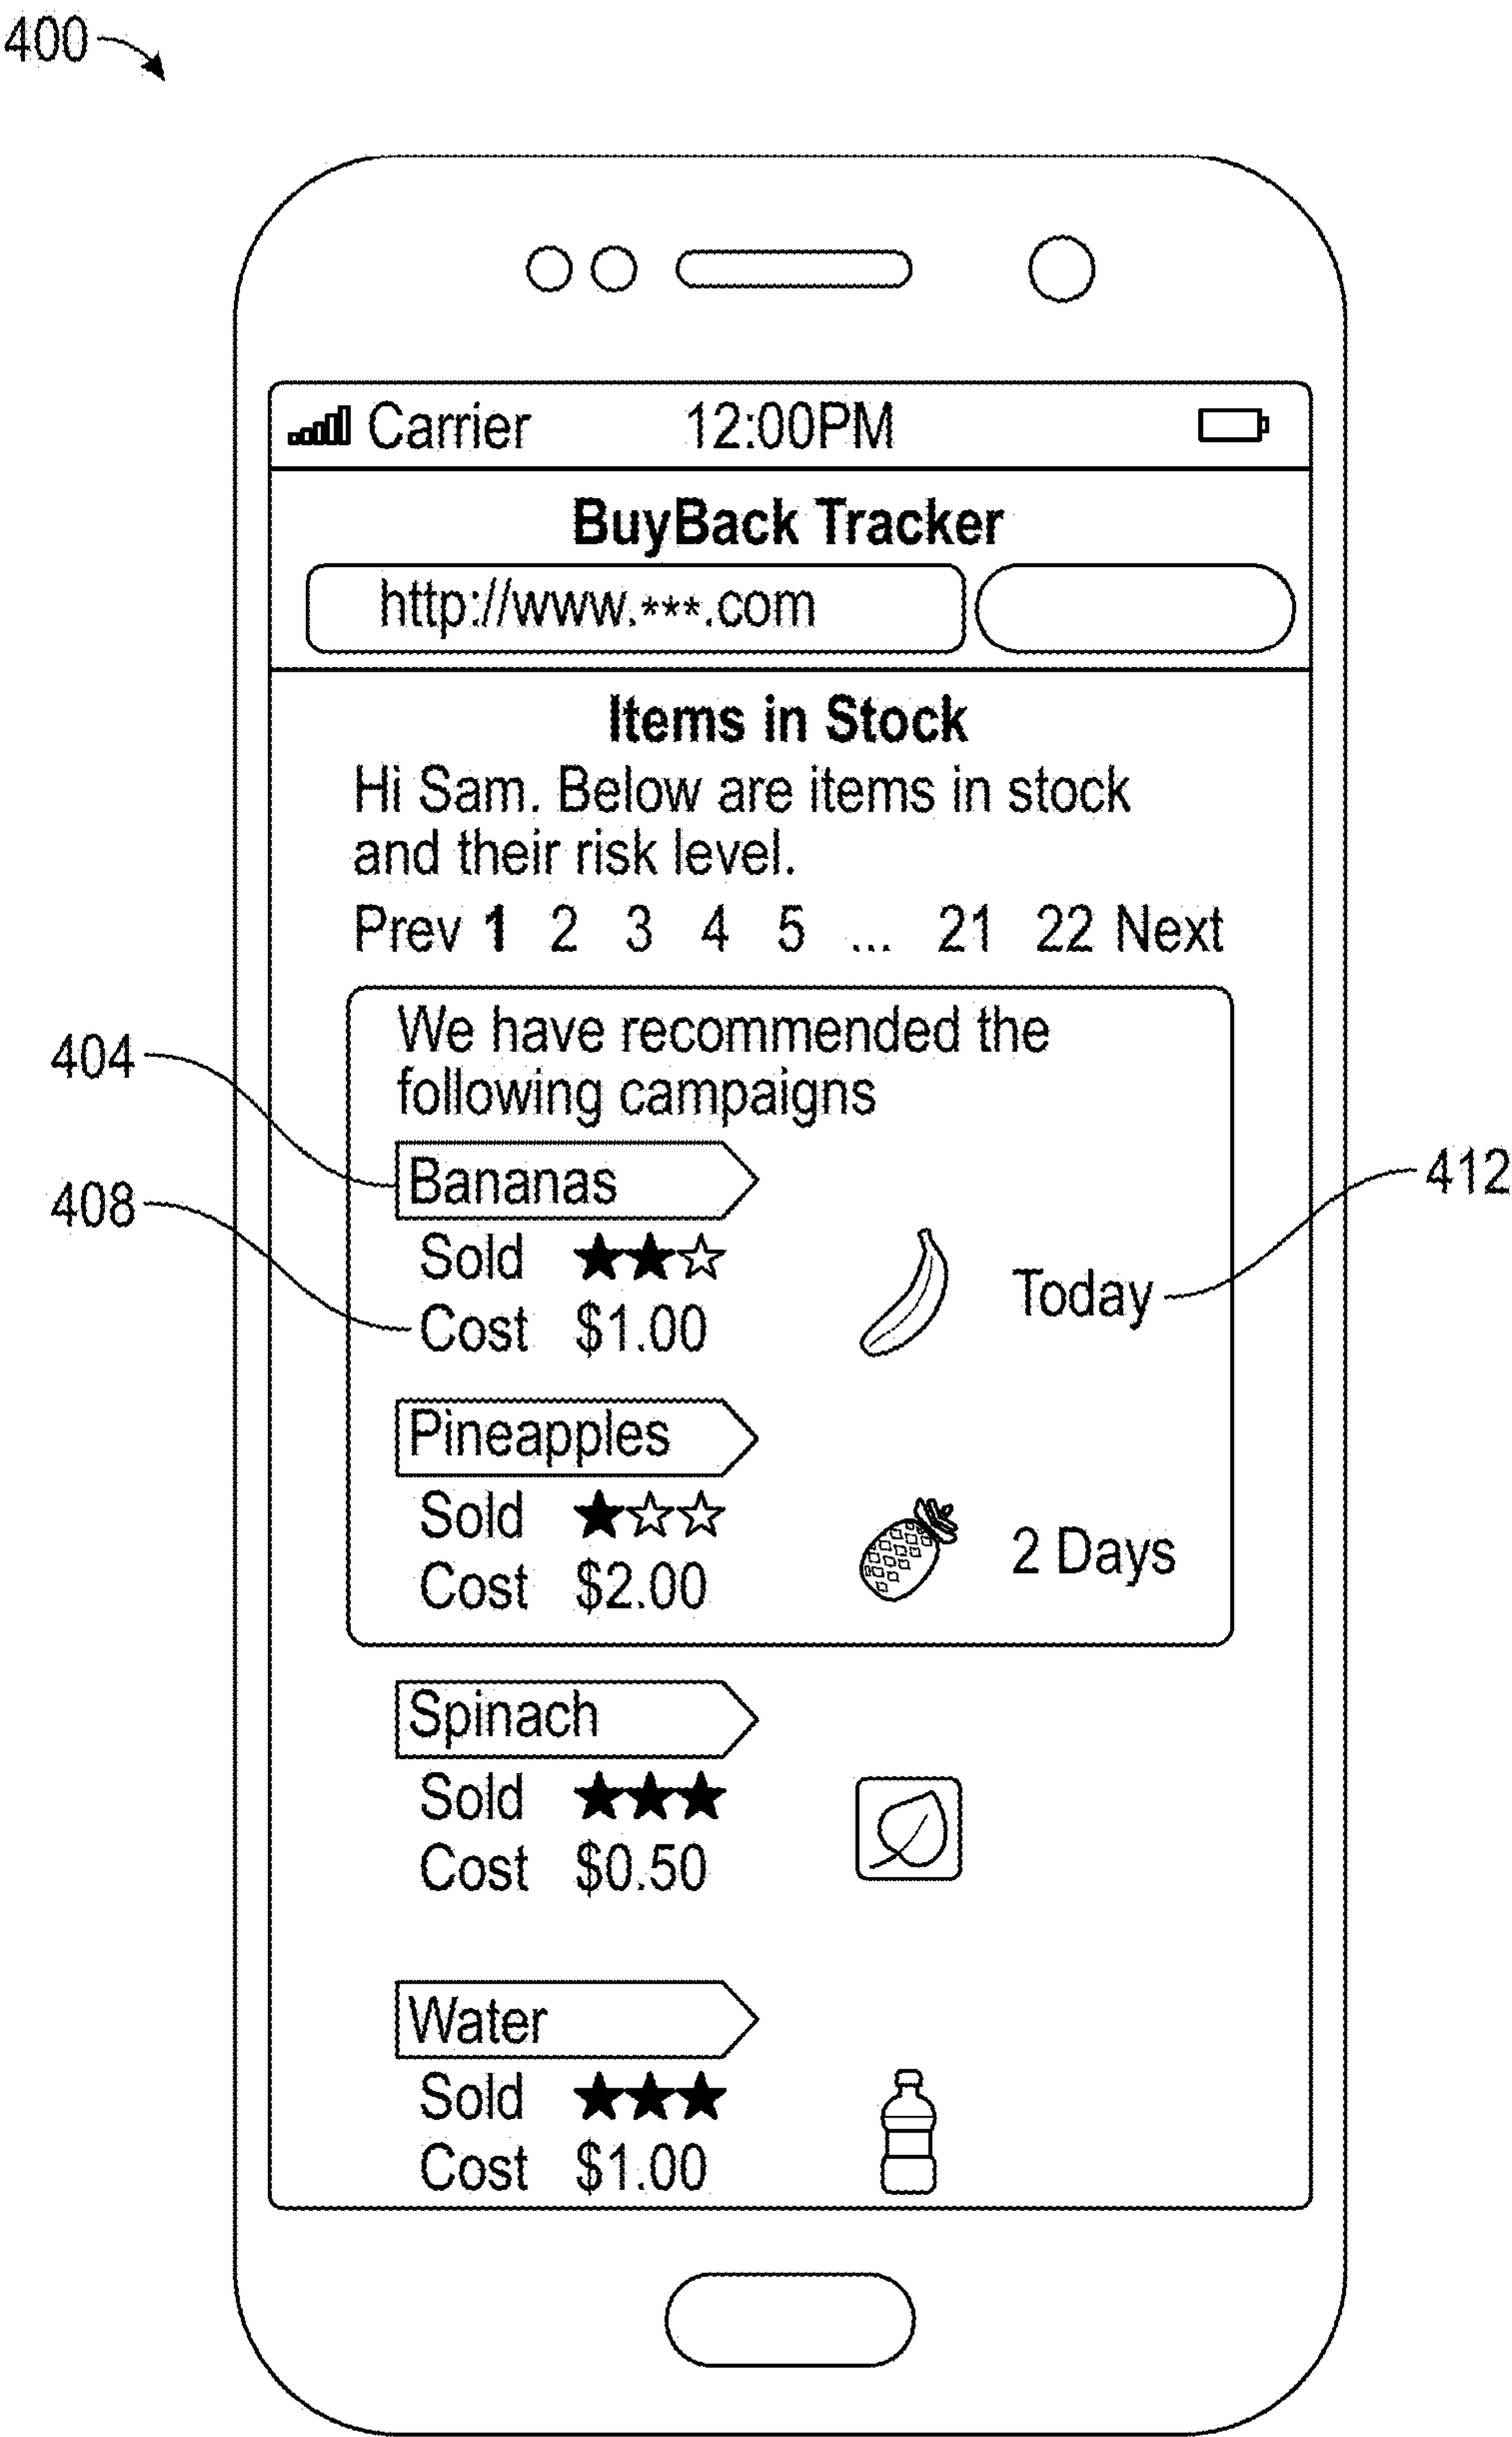 400
Carrier 12:00PM
BuyBack Tracker
http://www.***.com
Items in Stock
Hi Sam. Below are items in stock
and their risk level.
Prev 1 2 3 4 5 ... 21 22 Next
We have recommended the
following campaigns
404
Bananas
412
408
Sold ★★☆
Cost $1.00
Today
Pineapples
Sold ★☆☆
Cost $2.00
2 Days
Spinach
Sold ★★★
Cost $0.50
Water
Sold ★★★
Cost $1.00